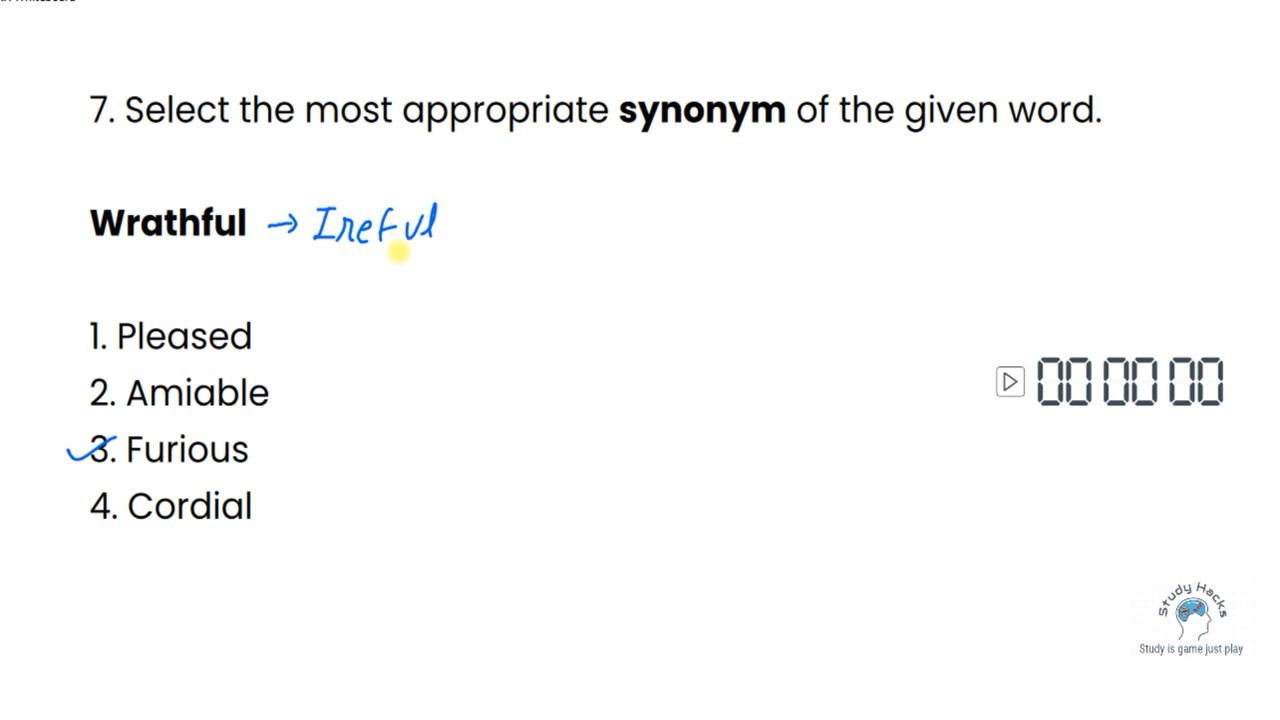 7. Select the most appropriate synonym of the given word.
Wrathful → Ireful
1. Pleased
2. Amiable
3. Furious
4. Cordial
00 00 00
Study Hacks
Study is game just play